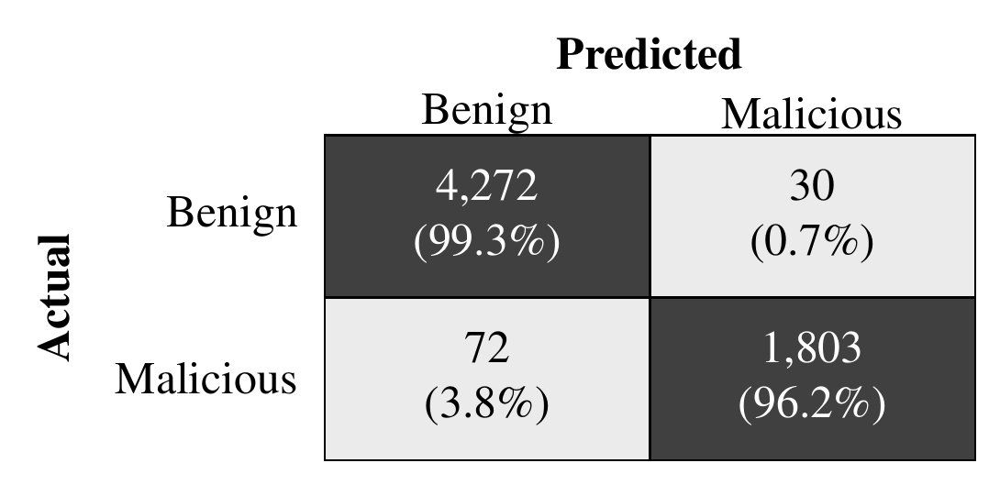 Predicted
Benign
Malicious
Actual
Benign
4,272
(99.3%)
30
(0.7%)
Malicious
72
(3.8%)
1,803
(96.2%)